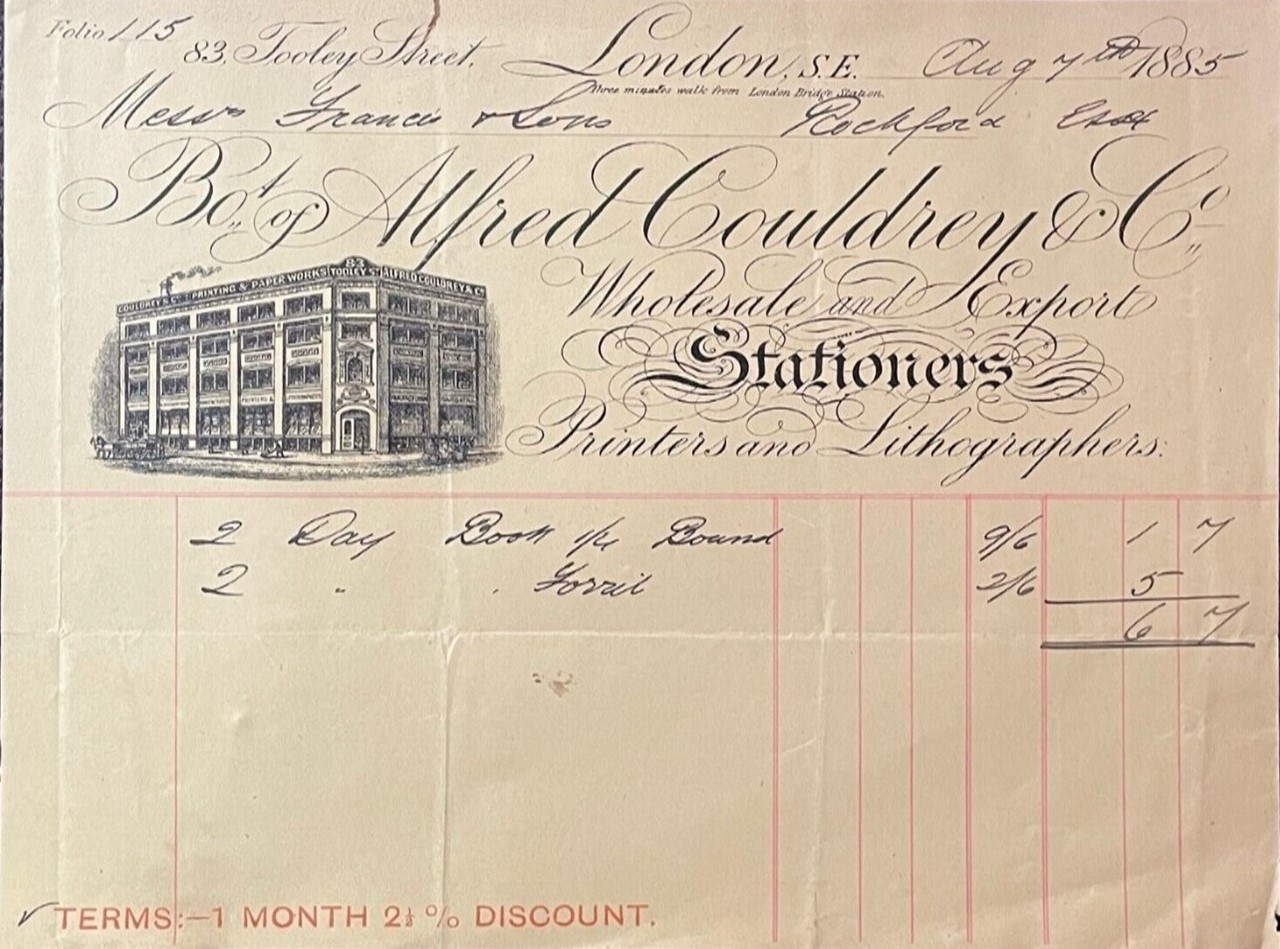 Folio 115
83, Tooley Street, London, S.E. Aug 7th 1885
Three minutes walk from London Bridge Station.
Messrs Francis & Sons Rochford Essex
Bot. of Alfred Couldrey & Co.
COULDREY & Co. PRINTING & PAPER WORKS 83 TOOLEY ST ALFRED COULDREY & Co
Wholesale and Export
Stationers
Printers and Lithographers:
2 Day Book Bound 9/6 1 7
2 " " 2/6 5
6 7
TERMS:—1 MONTH 2½ % DISCOUNT.